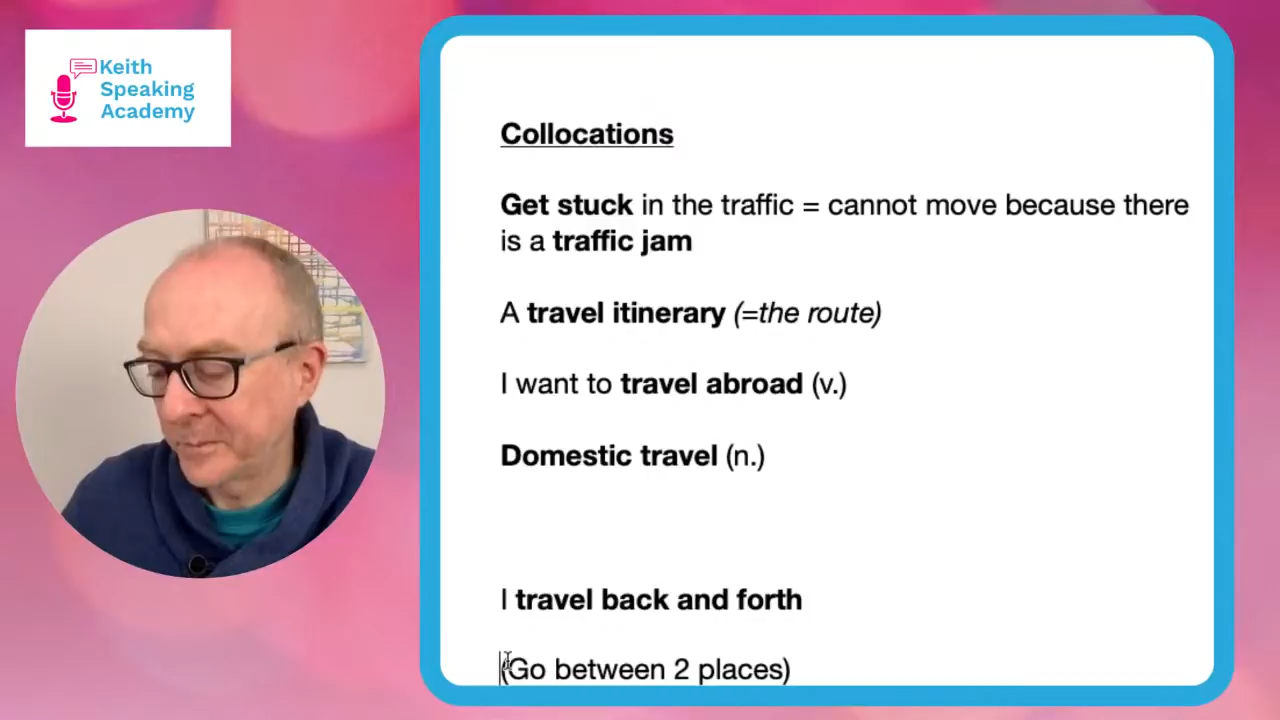 Keith
Speaking
Academy
Collocations
Get stuck in the traffic = cannot move because there
is a traffic jam
A travel itinerary (=the route)
I want to travel abroad (v.)
Domestic travel (n.)
I travel back and forth
(Go between 2 places)